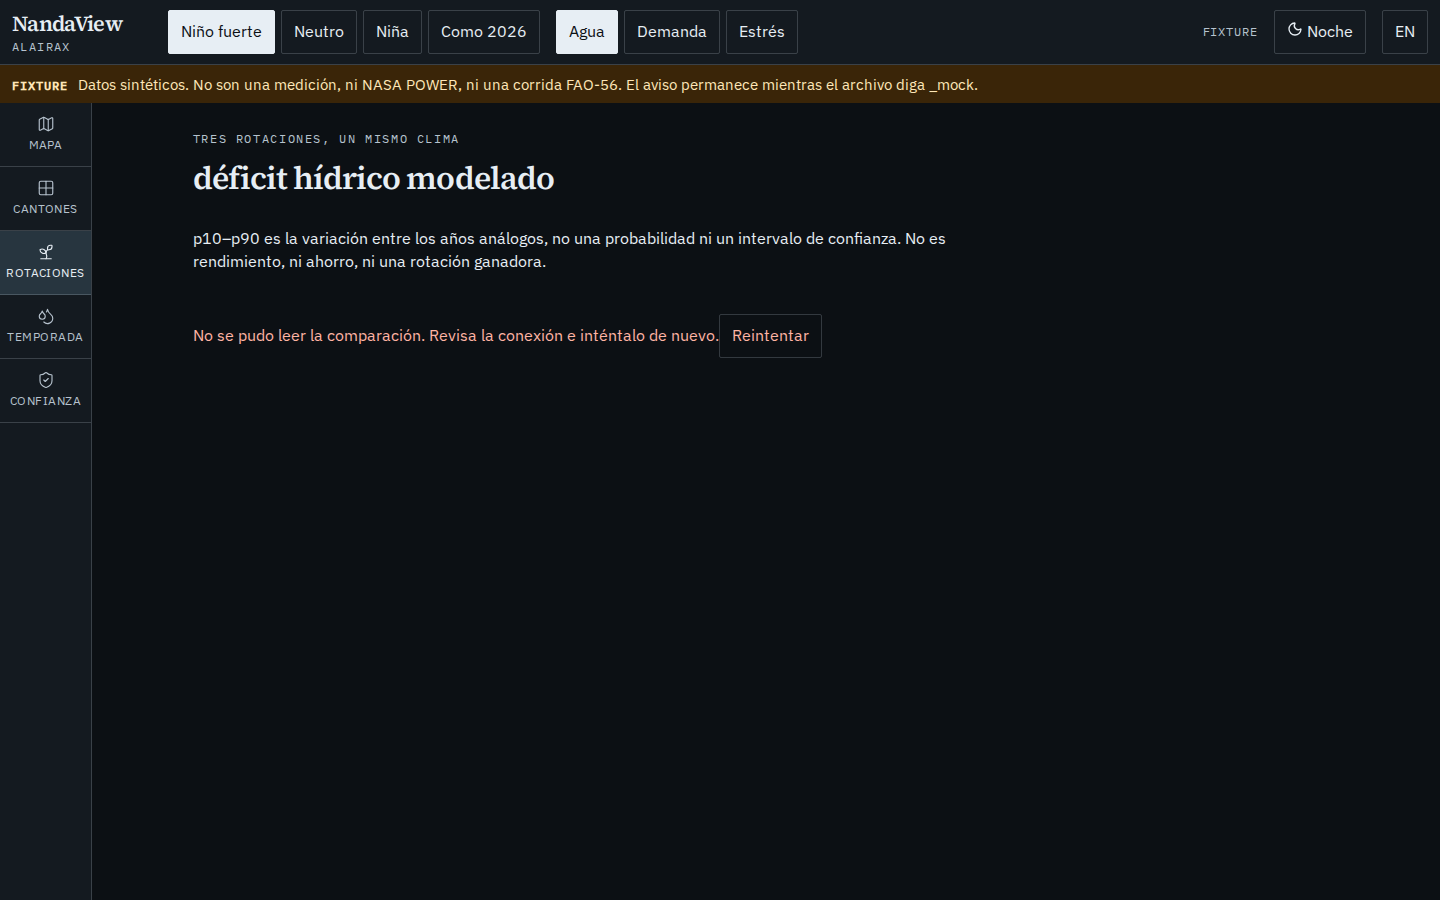 NandaView
ALAIRAX
Niño fuerte
Neutro
Niña
Como 2026
Agua
Demanda
Estrés
FIXTURE
Noche
EN
FIXTURE Datos sintéticos. No son una medición, ni NASA POWER, ni una corrida FAO-56. El aviso permanece mientras el archivo diga _mock.
MAPA
CANTONES
ROTACIONES
TEMPORADA
CONFIANZA
TRES ROTACIONES, UN MISMO CLIMA
déficit hídrico modelado
p10–p90 es la variación entre los años análogos, no una probabilidad ni un intervalo de confianza. No es
rendimiento, ni ahorro, ni una rotación ganadora.
No se pudo leer la comparación. Revisa la conexión e inténtalo de nuevo.
Reintentar